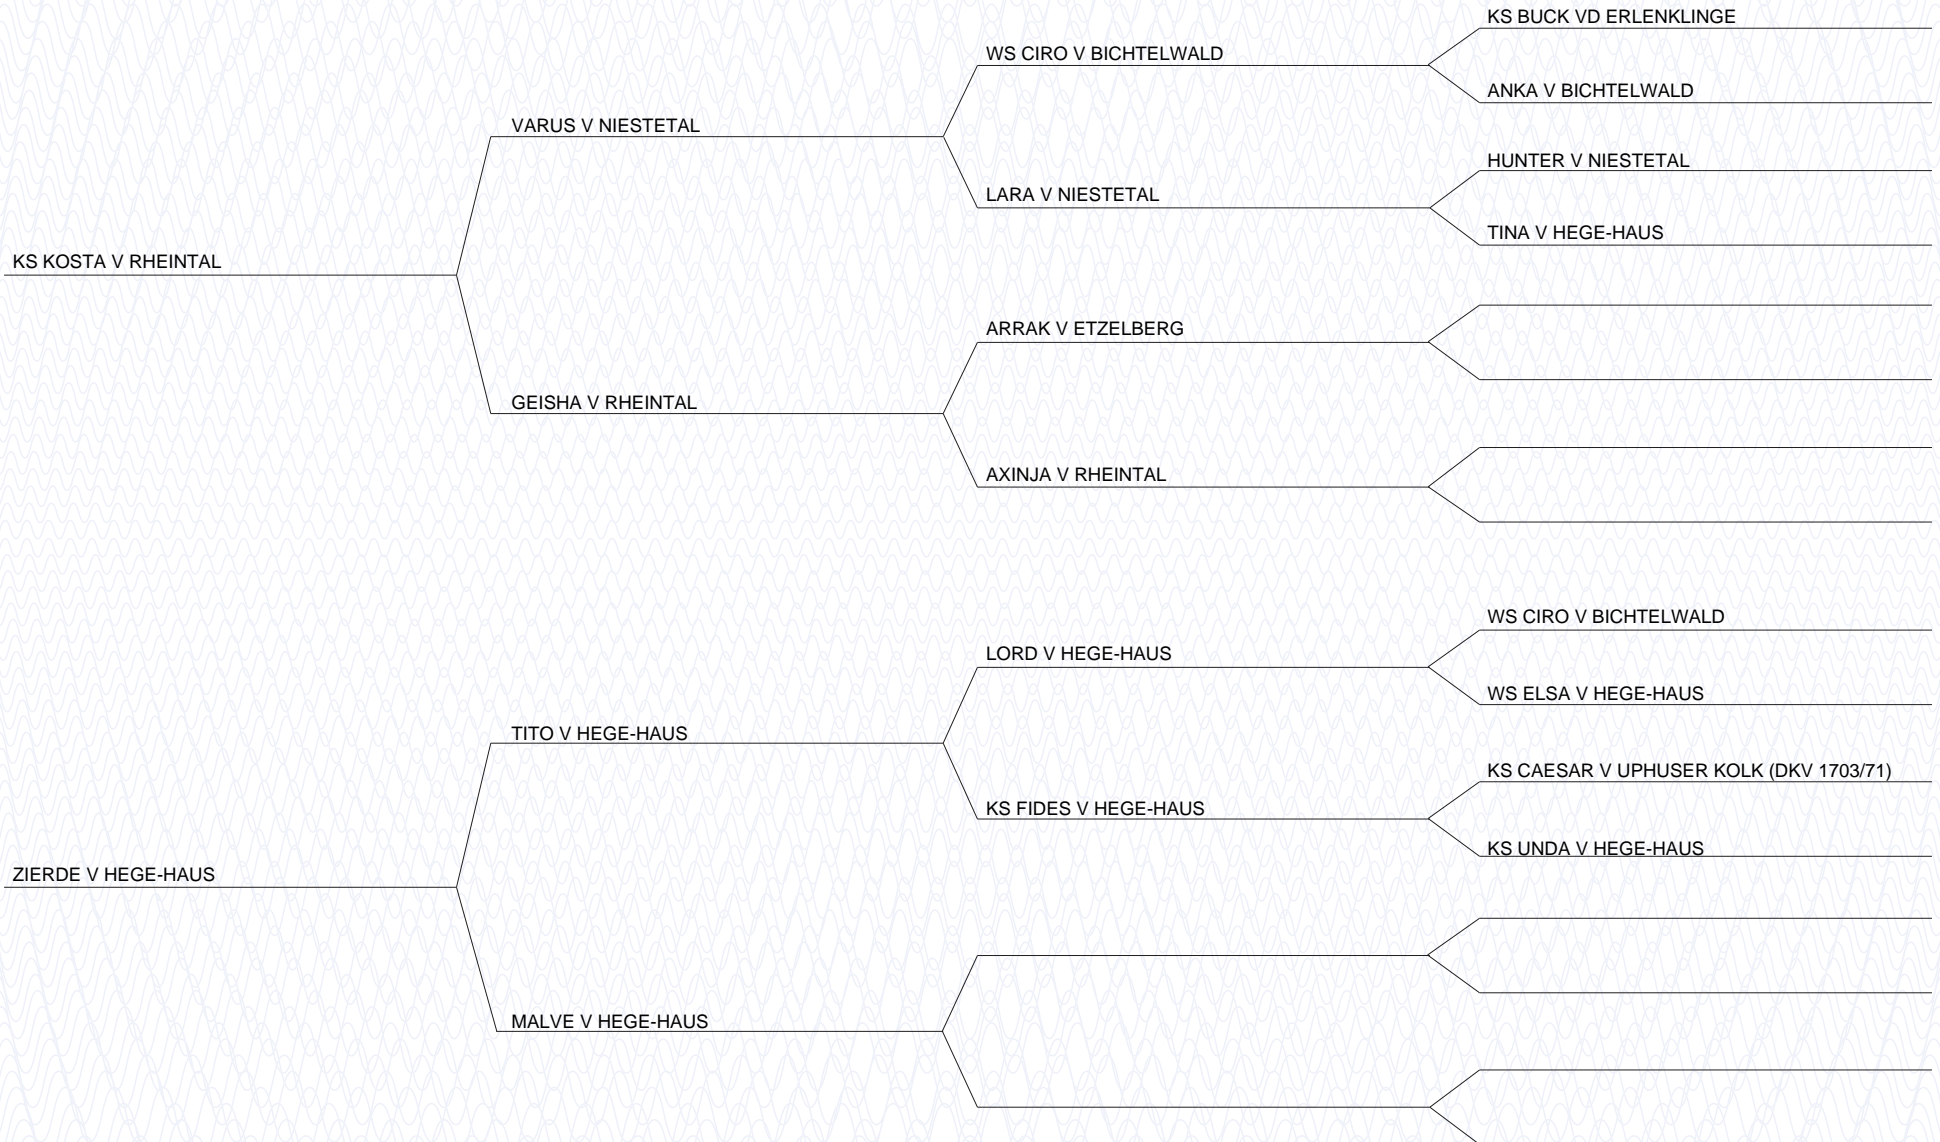 KS BUCK VD ERLENKLINGE
WS CIRO V BICHTELWALD
ANKA V BICHTELWALD
VARUS V NIESTETAL
HUNTER V NIESTETAL
LARA V NIESTETAL
TINA V HEGE-HAUS
KS KOSTA V RHEINTAL
ARRAK V ETZELBERG
GEISHA V RHEINTAL
AXINJA V RHEINTAL
WS CIRO V BICHTELWALD
LORD V HEGE-HAUS
WS ELSA V HEGE-HAUS
TITO V HEGE-HAUS
KS CAESAR V UPHUSER KOLK (DKV 1703/71)
KS FIDES V HEGE-HAUS
KS UNDA V HEGE-HAUS
ZIERDE V HEGE-HAUS
MALVE V HEGE-HAUS